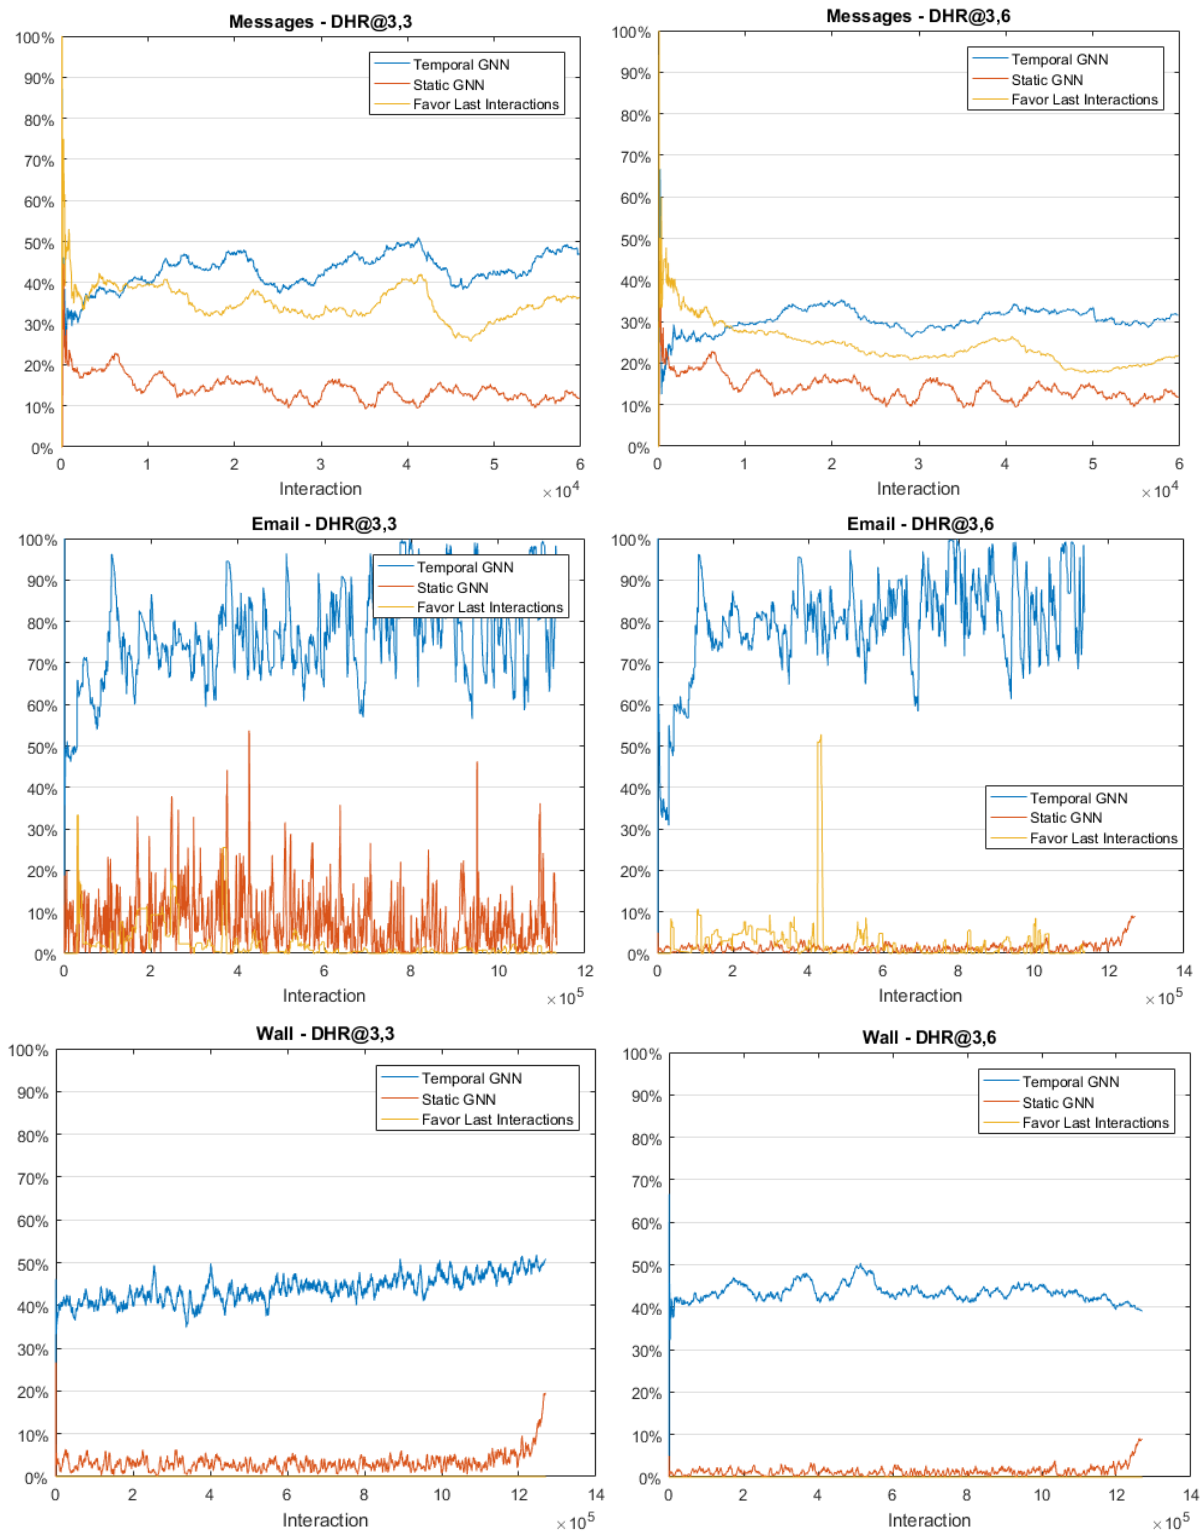 Messages - DHR@3,3
100%
90%
80%
70%
60%
50%
40%
30%
20%
10%
0%
Temporal GNN
Static GNN
Favor Last Interactions
0 1 2 3 4 5 6
Interaction
×10^4
Messages - DHR@3,6
100%
90%
80%
70%
60%
50%
40%
30%
20%
10%
0%
Temporal GNN
Static GNN
Favor Last Interactions
0 1 2 3 4 5 6
Interaction
×10^4
Email - DHR@3,3
100%
90%
80%
70%
60%
50%
40%
30%
20%
10%
0%
Temporal GNN
Static GNN
Favor Last Interactions
0 2 4 6 8 10 12
Interaction
×10^5
Email - DHR@3,6
100%
90%
80%
70%
60%
50%
40%
30%
20%
10%
0%
Temporal GNN
Static GNN
Favor Last Interactions
0 2 4 6 8 10 12 14
Interaction
×10^5
Wall - DHR@3,3
100%
90%
80%
70%
60%
50%
40%
30%
20%
10%
0%
Temporal GNN
Static GNN
Favor Last Interactions
0 2 4 6 8 10 12 14
Interaction
×10^5
Wall - DHR@3,6
100%
90%
80%
70%
60%
50%
40%
30%
20%
10%
0%
Temporal GNN
Static GNN
Favor Last Interactions
0 2 4 6 8 10 12 14
Interaction
×10^5